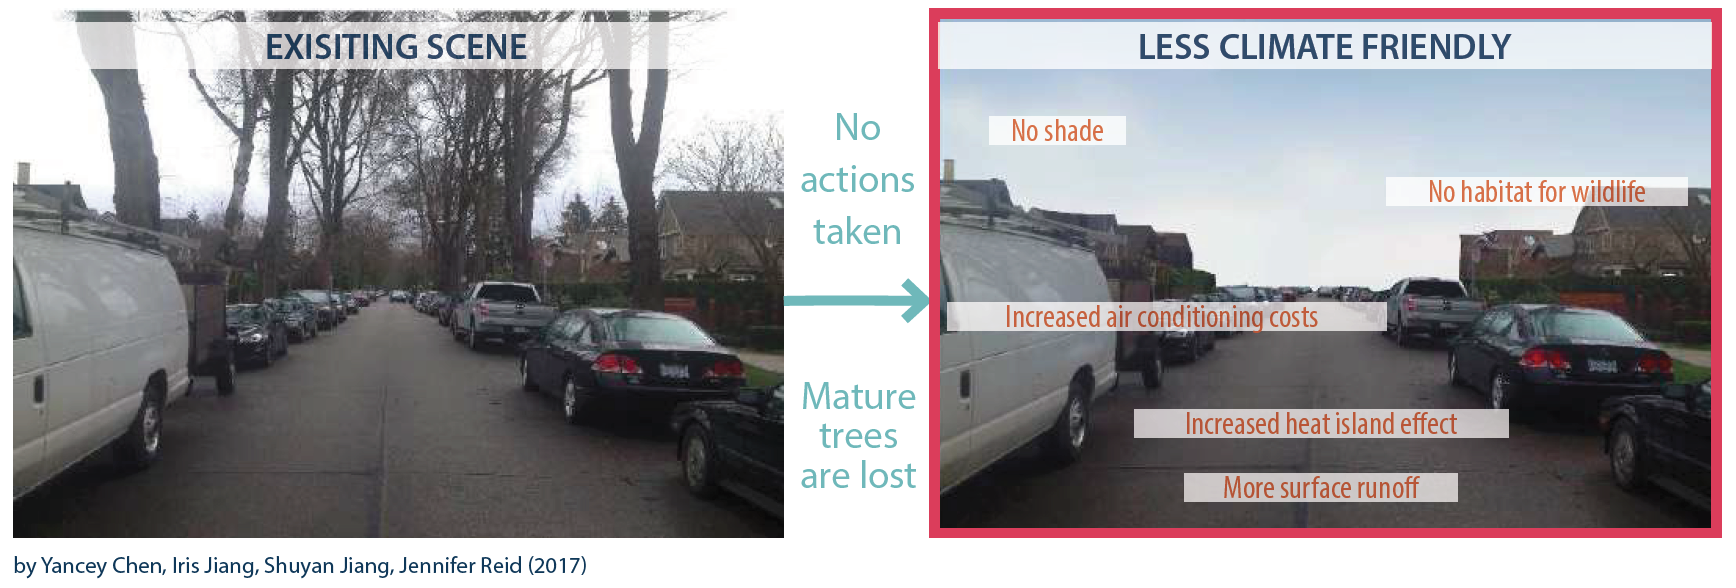 EXISITING SCENE
No
actions
taken
Mature
trees
are lost
LESS CLIMATE FRIENDLY
No shade
No habitat for wildlife
Increased air conditioning costs
Increased heat island effect
More surface runoff
by Yancey Chen, Iris Jiang, Shuyan Jiang, Jennifer Reid (2017)